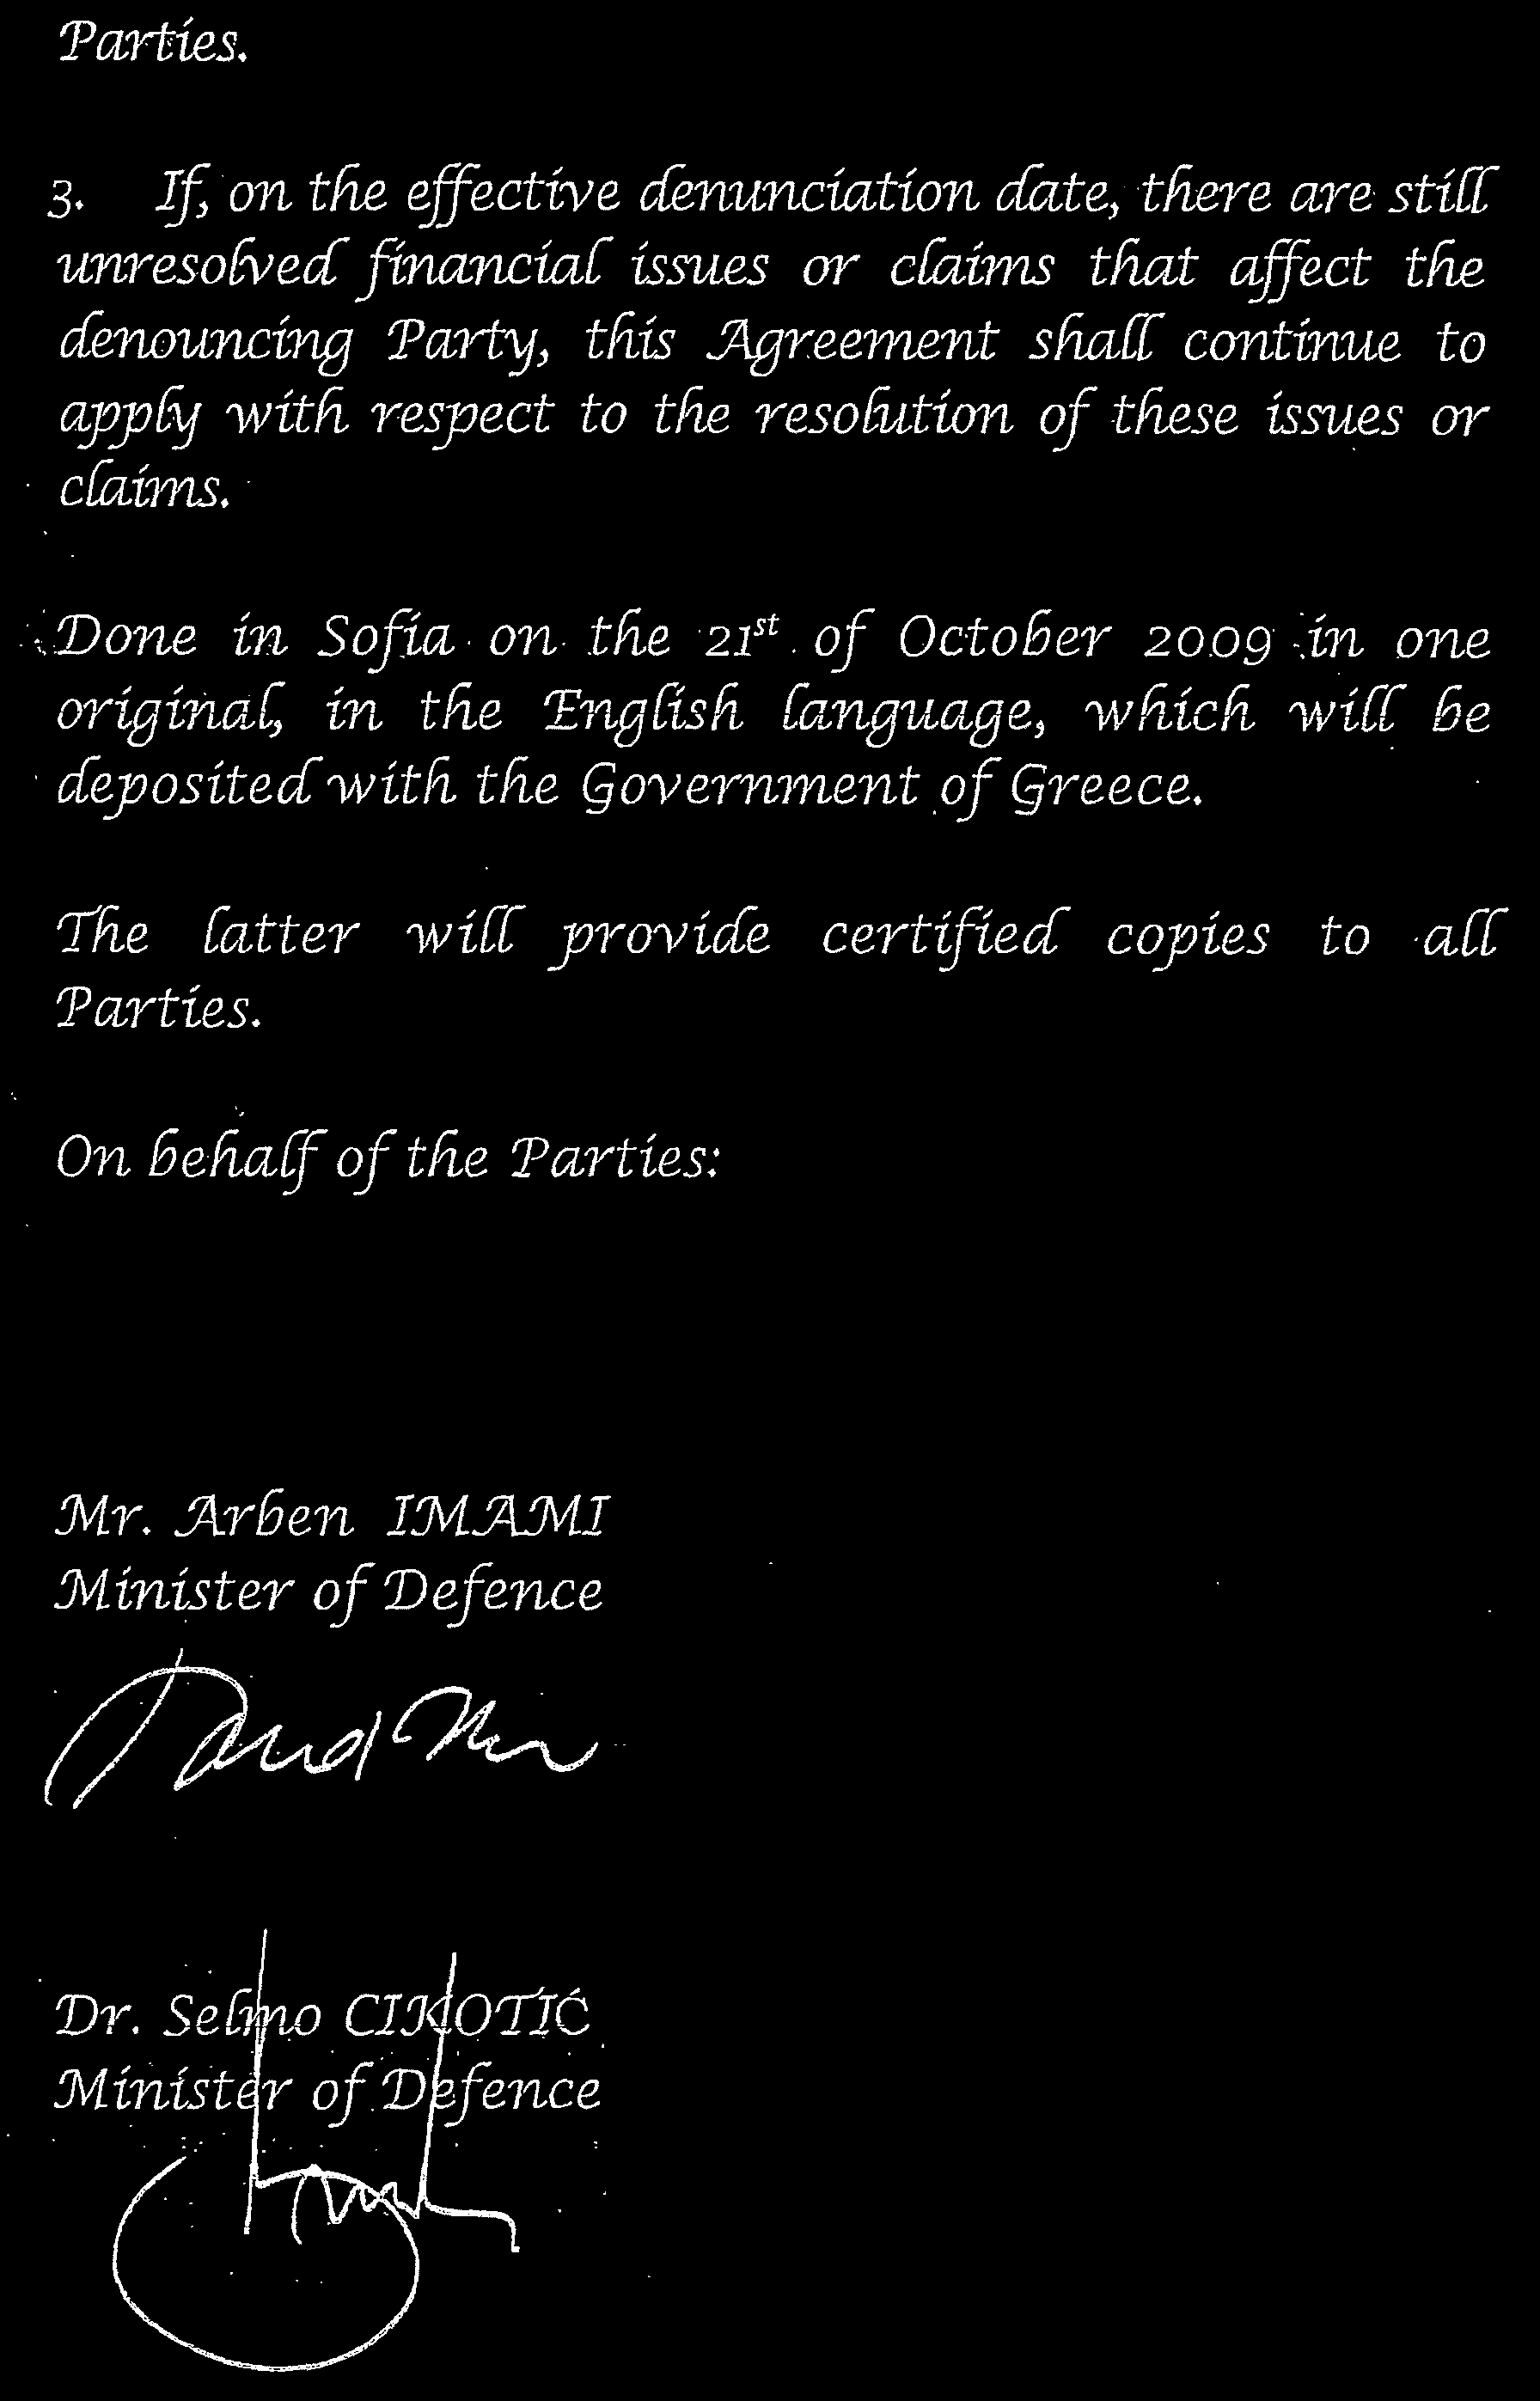 Parties.
3. If, on the effective denunciation date, there are still
unresolved financial issues or claims that affect the
denouncing Party, this Agreement shall continue to
apply with respect to the resolution of these issues or
claims.
Done in Sofia on the 21st of October 2009 in one
original, in the English language, which will be
deposited with the Government of Greece.
The latter will provide certified copies to all
Parties.
On behalf of the Parties:
Mr. Arben IMAMI
Minister of Defence
Dr. Selmo CIKOTIĆ
Minister of Defence